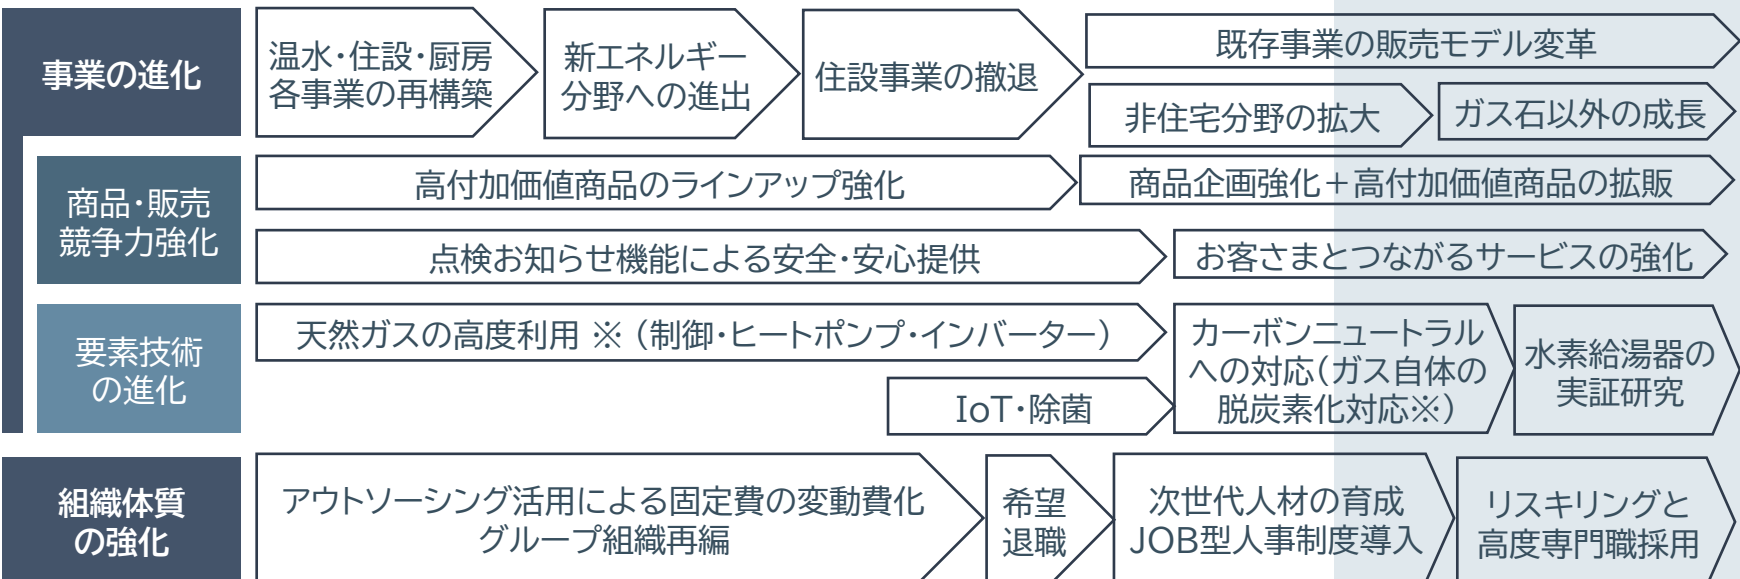 事業の進化
温水・住設・厨房
各事業の再構築
新エネルギー
分野への進出
住設事業の撤退
既存事業の販売モデル変革
非住宅分野の拡大
ガス石以外の成長
商品・販売
競争力強化
高付加価値商品のラインアップ強化
商品企画強化＋高付加価値商品の拡販
点検お知らせ機能による安全・安心提供
お客さまとつながるサービスの強化
要素技術
の進化
天然ガスの高度利用 ※（制御・ヒートポンプ・インバーター）
IoT・除菌
カーボンニュートラル
への対応（ガス自体の
脱炭素化対応※）
水素給湯器の
実証研究
組織体質
の強化
アウトソーシング活用による固定費の変動費化
グループ組織再編
希望
退職
次世代人材の育成
JOB型人事制度導入
リスキリングと
高度専門職採用